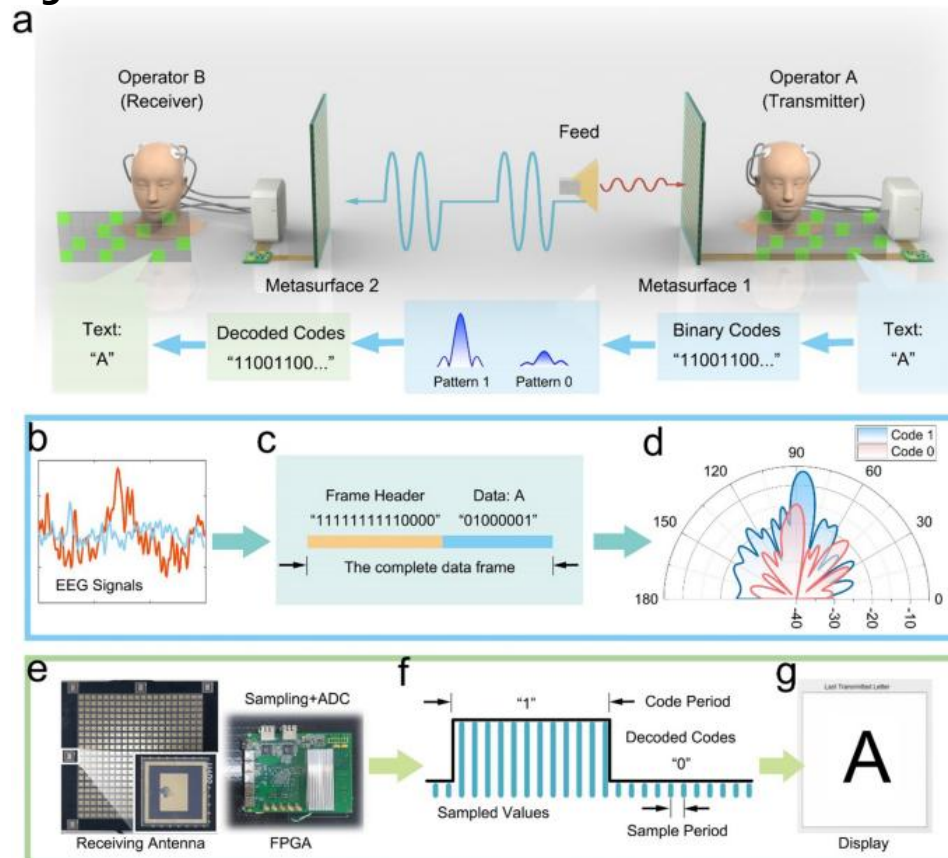 a
Operator B
(Receiver)
Operator A
(Transmitter)
Feed
Metasurface 2
Metasurface 1
Text:
“A”
Decoded Codes
“11001100...”
Pattern 1
Pattern 0
Binary Codes
“11001100...”
Text:
“A”
b
EEG Signals
c
Frame Header
“11111111110000”
Data: A
“01000001”
The complete data frame
d
Code 1
Code 0
90
120
60
150
30
180
0
-40
-30
-20
-10
e
Receiving Antenna
Sampling+ADC
FPGA
f
“1”
Code Period
Decoded Codes
“0”
Sampled Values
Sample Period
g
Last Transmitted Letter
A
Display